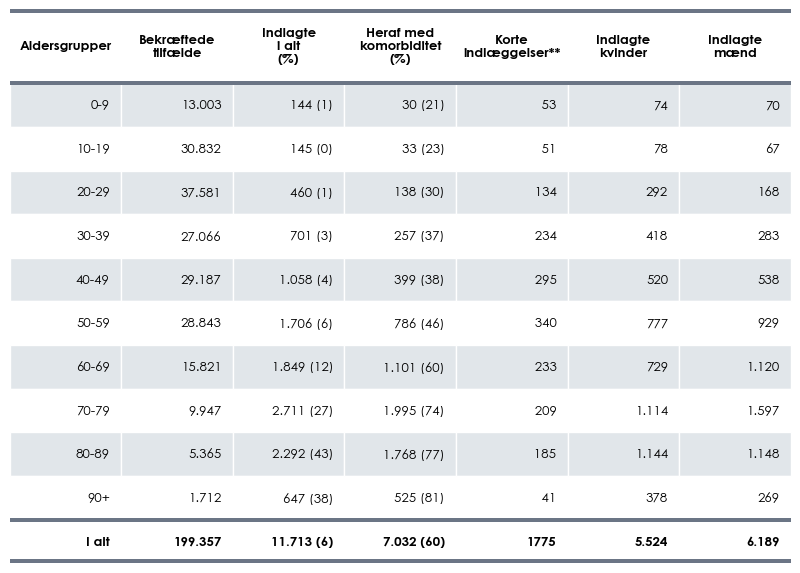 Aldersgrupper Bekræftede tilfælde Indlagte I alt (%) Heraf med komorbiditet (%) Korte indlæggelser** Indlagte kvinder Indlagte mænd
0-9 13.003 144 (1) 30 (21) 53 74 70
10-19 30.832 145 (0) 33 (23) 51 78 67
20-29 37.581 460 (1) 138 (30) 134 292 168
30-39 27.066 701 (3) 257 (37) 234 418 283
40-49 29.187 1.058 (4) 399 (38) 295 520 538
50-59 28.843 1.706 (6) 786 (46) 340 777 929
60-69 15.821 1.849 (12) 1.101 (60) 233 729 1.120
70-79 9.947 2.711 (27) 1.995 (74) 209 1.114 1.597
80-89 5.365 2.292 (43) 1.768 (77) 185 1.144 1.148
90+ 1.712 647 (38) 525 (81) 41 378 269
I alt 199.357 11.713 (6) 7.032 (60) 1775 5.524 6.189